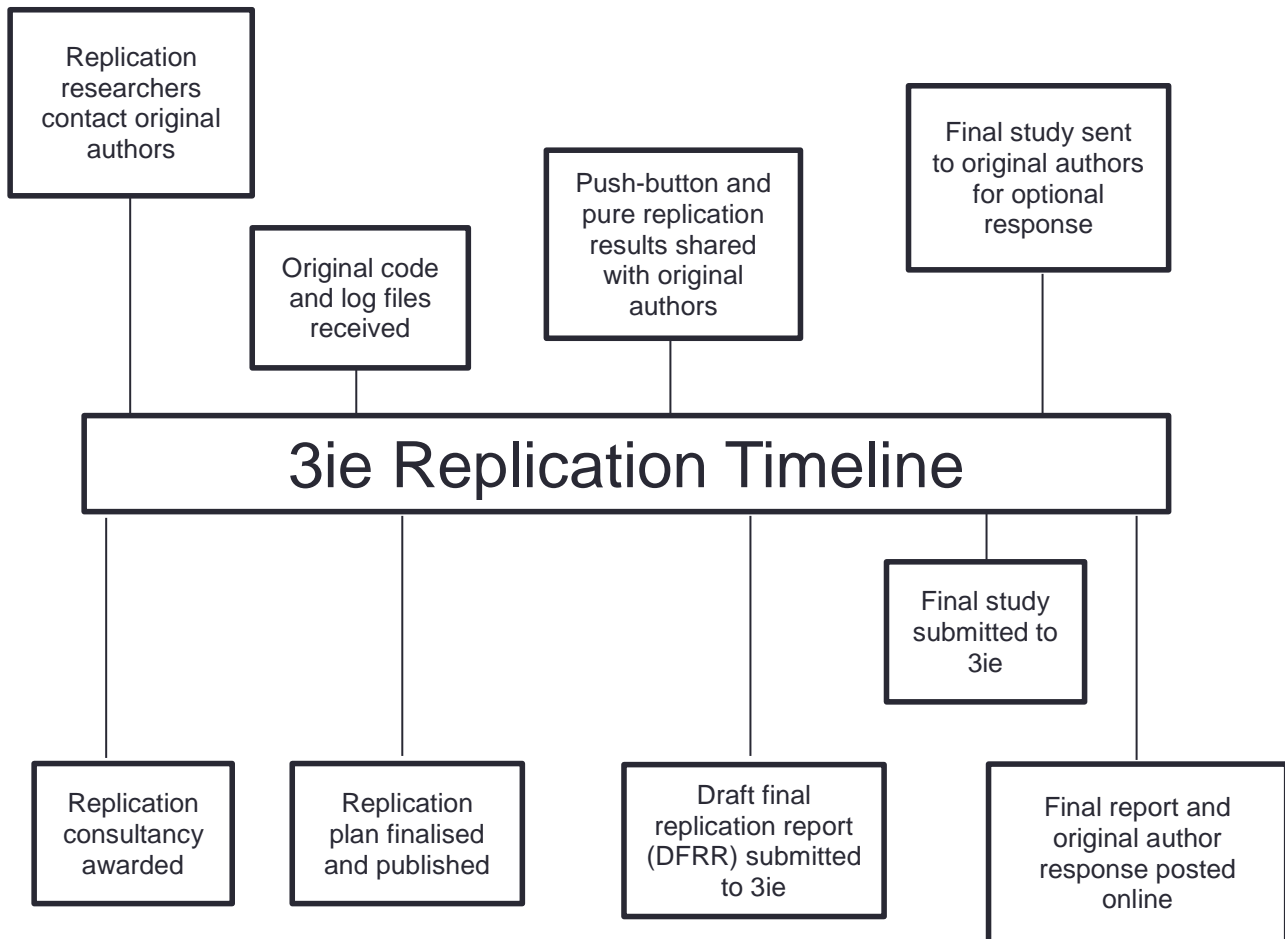 Replication
researchers
contact original
authors
Original code
and log files
received
Push-button and
pure replication
results shared
with original
authors
Final study sent
to original authors
for optional
response
3ie Replication Timeline
Replication
consultancy
awarded
Replication
plan finalised
and published
Draft final
replication report
(DFRR) submitted
to 3ie
Final study
submitted to
3ie
Final report and
original author
response posted
online